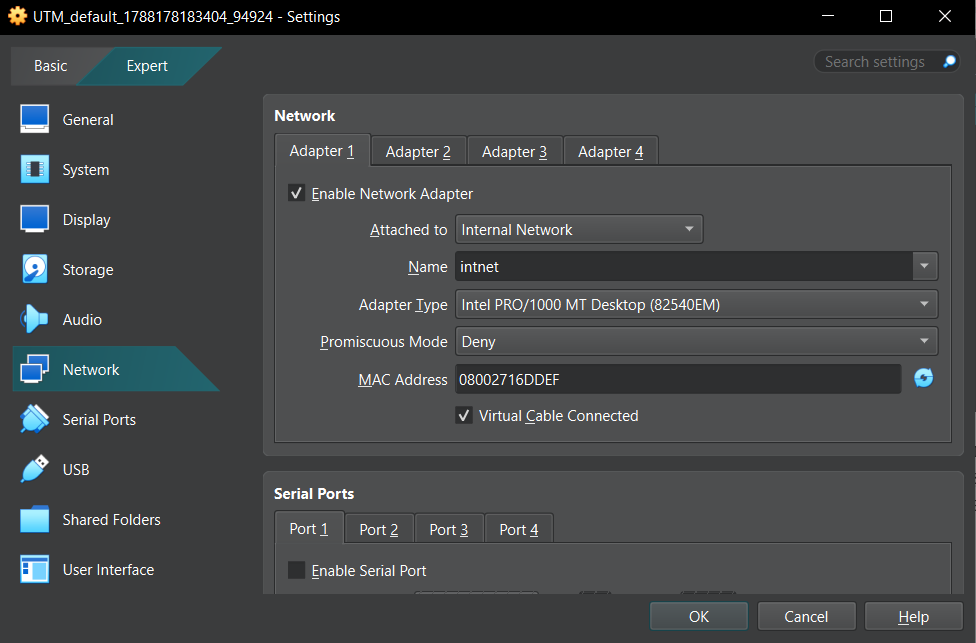 UTM_default_1788178183404_94924 - Settings
Basic
Expert
Search settings
General
System
Display
Storage
Audio
Network
Serial Ports
USB
Shared Folders
User Interface
Network
Adapter 1
Adapter 2
Adapter 3
Adapter 4
Enable Network Adapter
Attached to
Internal Network
Name
intnet
Adapter Type
Intel PRO/1000 MT Desktop (82540EM)
Promiscuous Mode
Deny
MAC Address
08002716DDEF
Virtual Cable Connected
Serial Ports
Port 1
Port 2
Port 3
Port 4
Enable Serial Port
OK
Cancel
Help